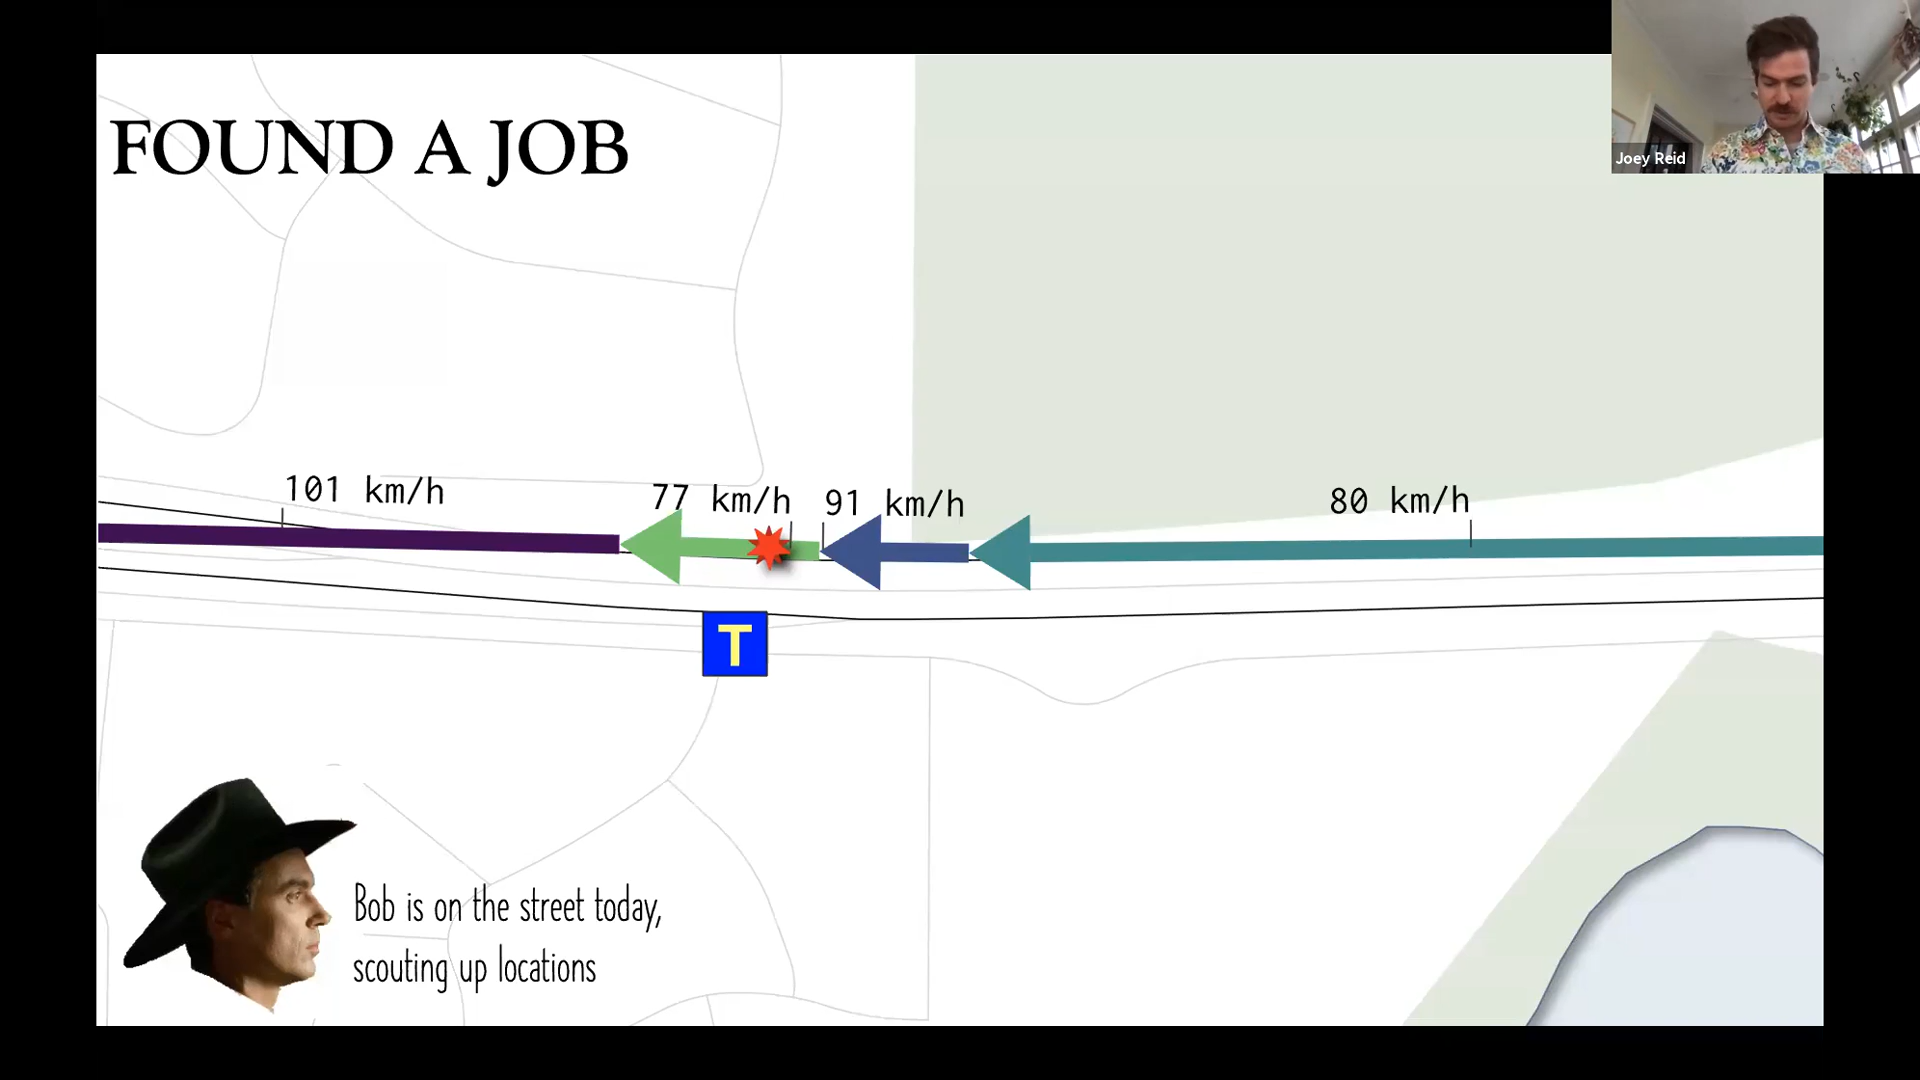 FOUND A JOB
Joey Reid
101 km/h
77 km/h
91 km/h
80 km/h
T
Bob is on the street today,
scouting up locations